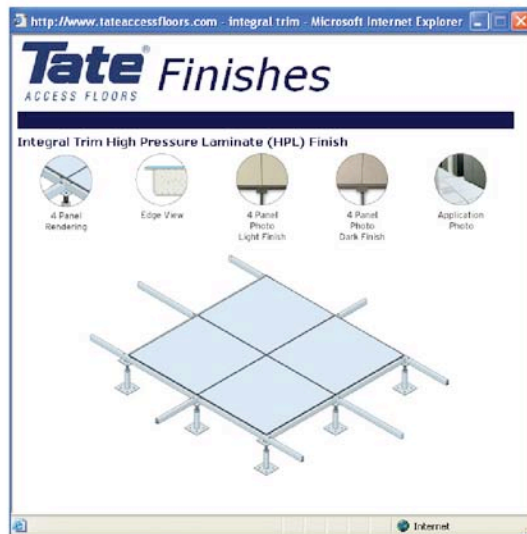 http://www.tateaccessfloors.com - integral trim - Microsoft Internet Explorer
Tate® Finishes
ACCESS FLOORS
Integral Trim High Pressure Laminate (HPL) Finish
4 Panel
Rendering
Edge View
4 Panel
Photo
Light Finish
4 Panel
Photo
Dark Finish
Application
Photo
Internet